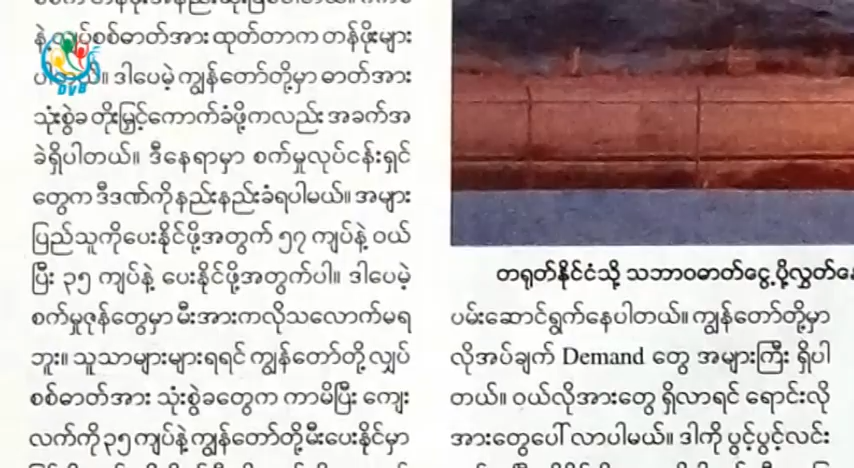 နဲ့ လျှပ်စစ်ဓာတ်အား ထုတ်တာက တန်ဖိုးများ
ပါတယ်။ ဒါပေမဲ့ ကျွန်တော်တို့မှာ ဓာတ်အား
သုံးစွဲခ တိုးမြှင့်ကောက်ခံဖို့ကလည်း အခက်အ
ခဲရှိပါတယ်။ ဒီနေရာမှာ စက်မှုလုပ်ငန်းရှင်
တွေက ဒီဒဏ်ကို နည်းနည်းခံရပါမယ်။ အများ
ပြည်သူကိုပေးနိုင်ဖို့အတွက် ၅၇ ကျပ်နဲ့ ဝယ်
ပြီး ၃၅ ကျပ်နဲ့ ပေးနိုင်ဖို့အတွက်ပါ။ ဒါပေမဲ့
စက်မှုဇုန်တွေမှာ မီးအားကလိုသလောက်မရ
ဘူး။ သူသာများများရရင် ကျွန်တော်တို့ လျှပ်
စစ်ဓာတ်အား သုံးစွဲခတွေက ကာမိပြီး ကျေး
လက်ကို ၃၅ ကျပ်နဲ့ ကျွန်တော်တို့ မီးပေးနိုင်မှာ
DVB
တရုတ်နိုင်ငံသို့ သဘာဝဓာတ်ငွေ့ ပို့လွှတ်နေ
ပမ်းဆောင်ရွက်နေပါတယ်။ ကျွန်တော်တို့မှာ
လိုအပ်ချက် Demand တွေ အများကြီး ရှိပါ
တယ်။ ဝယ်လိုအားတွေ ရှိလာရင် ရောင်းလို
အားတွေပေါ် လာပါမယ်။ ဒါကို ပွင့်ပွင့်လင်း